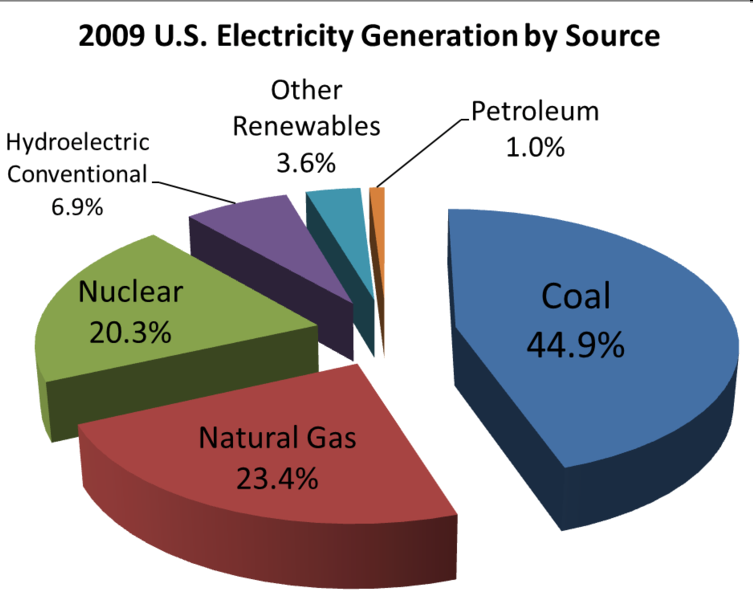 2009 U.S. Electricity Generation by Source
Other
Renewables
3.6%
Petroleum
1.0%
Hydroelectric
Conventional
6.9%
Nuclear
20.3%
Coal
44.9%
Natural Gas
23.4%